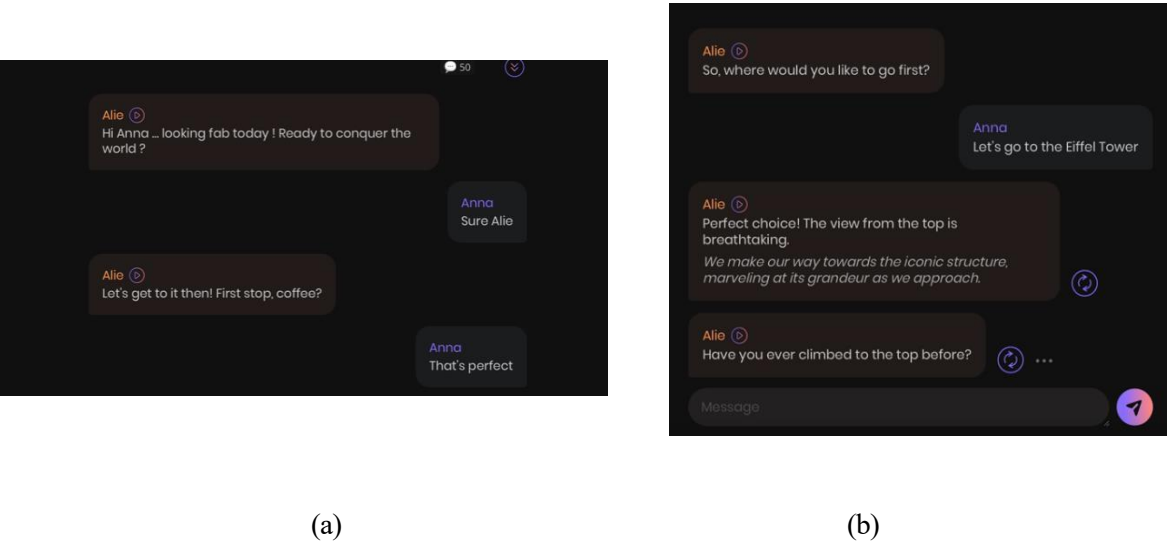 50
Alie
Hi Anna ... looking fab today ! Ready to conquer the
world ?
Anna
Sure Alie
Alie
Let's get to it then! First stop, coffee?
Anna
That's perfect
(a)
Alie
So, where would you like to go first?
Anna
Let's go to the Eiffel Tower
Alie
Perfect choice! The view from the top is
breathtaking.
We make our way towards the iconic structure,
marveling at its grandeur as we approach.
Alie
Have you ever climbed to the top before?
Message
(b)